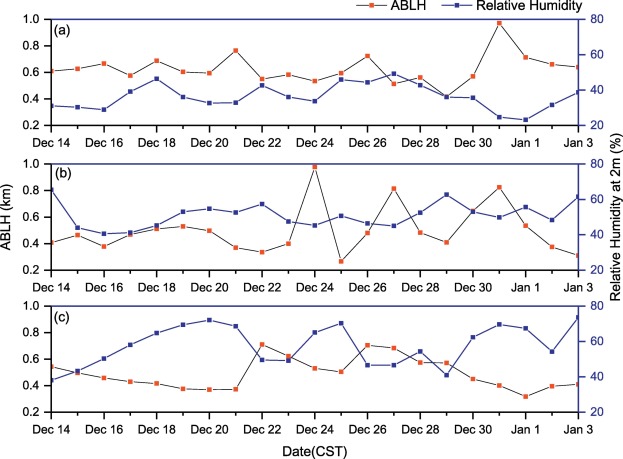 ABLH Relative Humidity
1.0 (a) 80
0.8 60
0.6
0.4 40
0.2 20
Dec 14 Dec 16 Dec 18 Dec 20 Dec 22 Dec 24 Dec 26 Dec 28 Dec 30 Jan 1 Jan 3
1.0 (b) 80
0.8 60
0.6
0.4 40
0.2 20
Dec 14 Dec 16 Dec 18 Dec 20 Dec 22 Dec 24 Dec 26 Dec 28 Dec 30 Jan 1 Jan 3
1.0 (c) 80
0.8 60
0.6
0.4 40
0.2 20
Dec 14 Dec 16 Dec 18 Dec 20 Dec 22 Dec 24 Dec 26 Dec 28 Dec 30 Jan 1 Jan 3
Date(CST)
ABLH (km)
Relative Humidity at 2m (%)